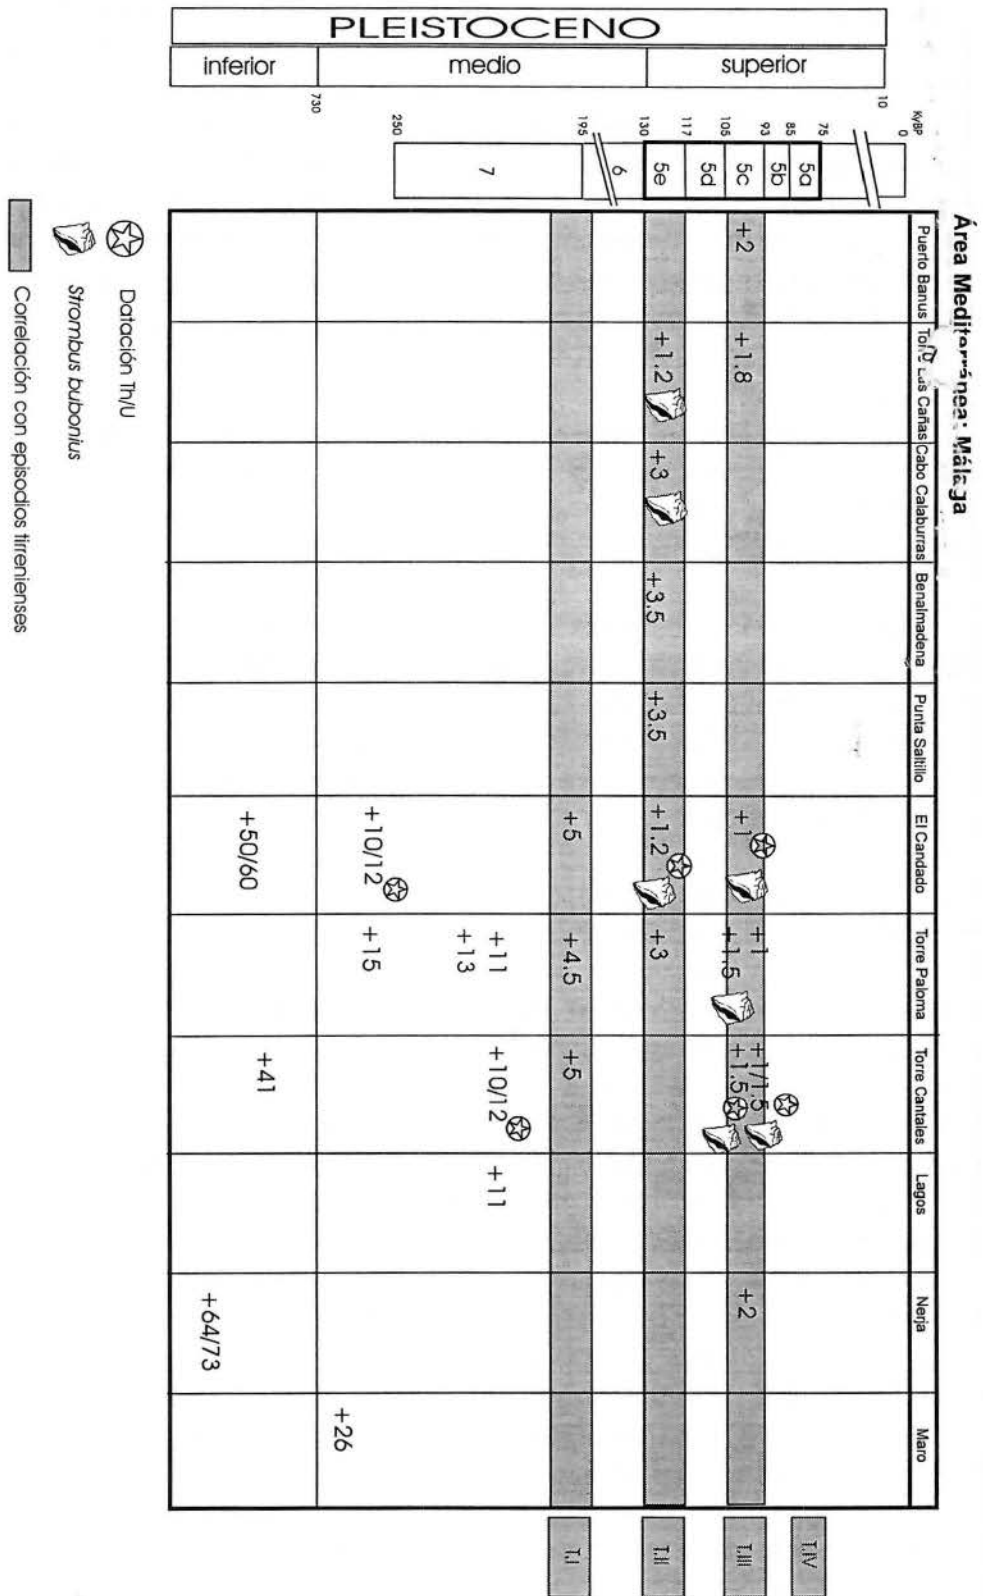 Área Mediterránea: Málaga
PLEISTOCENO
inferior medio superior
730 10
KyBP
250 195 130 117 105 93 85 75 0
7 6 5e 5d 5c 5b 5a
Puerto Banus
+2
Las Cañas
+1.8
+1.2
Cabo Calaburras
+3
Benalmadena
+3.5
Punta Saltillo
+3.5
El Candado
+1
+1.2
+5
+10/12
+50/60
Torre Paloma
+1
+1.5
+3
+4.5
+11
+13
+15
Torre Cantales
+1/1.5
+1.5
+5
+10/12
+41
Lagos
+11
Nerja
+2
+64/73
Maro
+26
T.IV
T.III
T.II
T.I
Datación Th/U
Strombus bubonius
Correlación con episodios tirrenienses